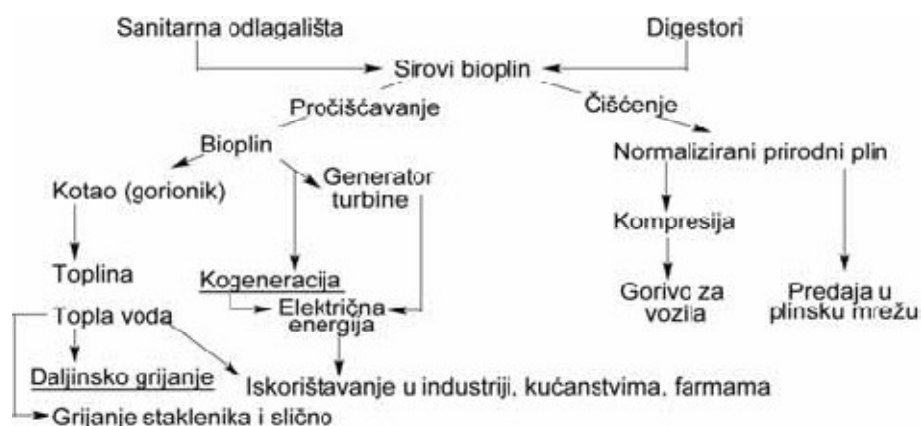 Sanitarna odlagališta
Digestori
Sirovi bioplin
Pročišćavanje
Čišćenje
Bioplin
Normalizirani prirodni plin
Kotao (gorionik)
Generator
turbine
Kompresija
Toplina
Kogeneracija
Gorivo za
vozila
Predaja u
plinsku mrežu
Topla voda
Električna
energija
Daljinsko grijanje
Iskorištavanje u industriji, kućanstvima, farmama
Grijanje staklenika i slično